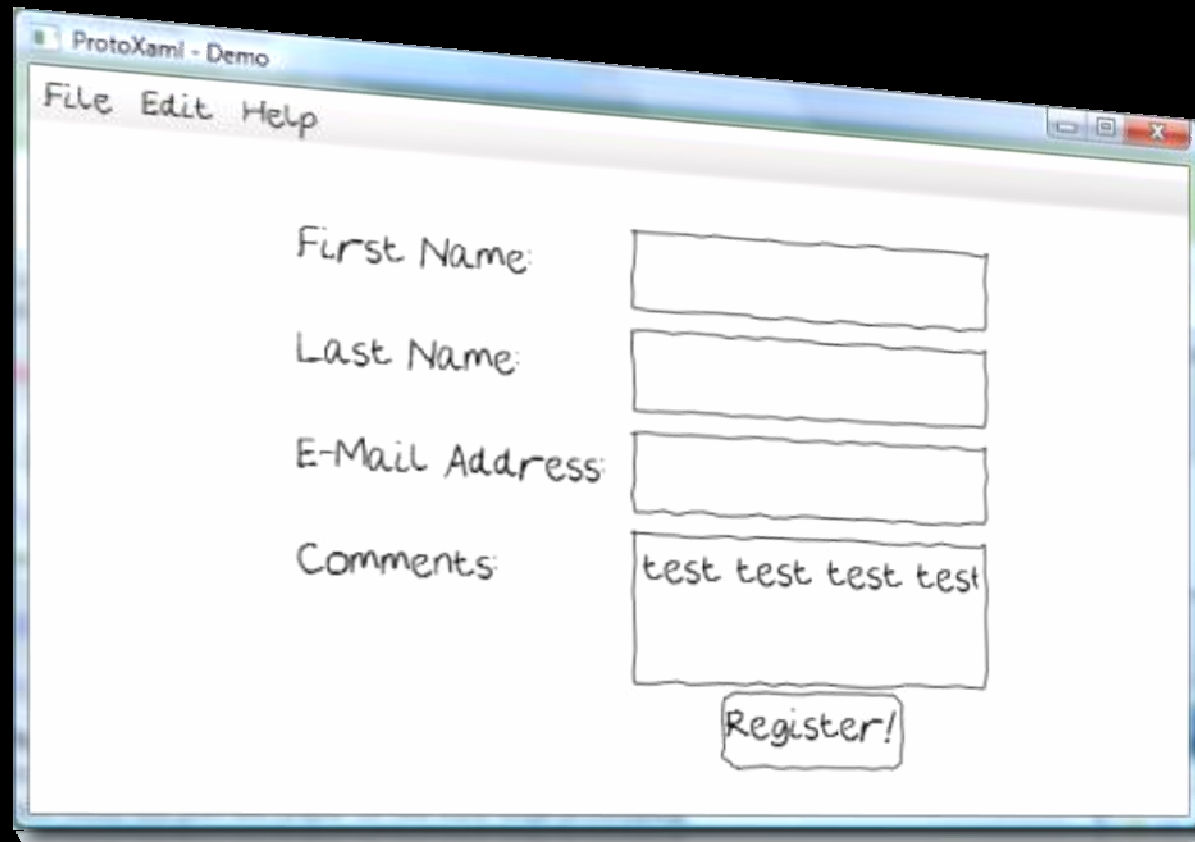 ProtoXaml - Demo
File Edit Help
First Name:
Last Name:
E-Mail Address:
Comments:
test test test test
Register!